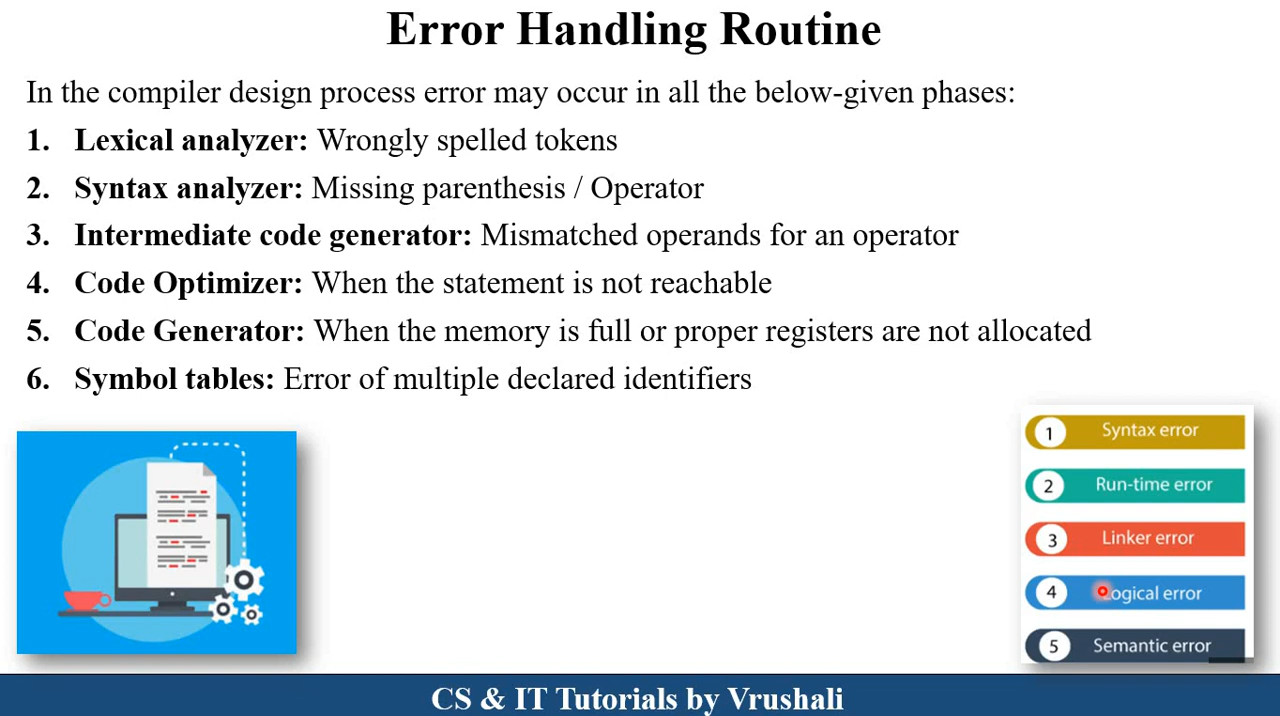 Error Handling Routine
In the compiler design process error may occur in all the below-given phases:
1. Lexical analyzer: Wrongly spelled tokens
2. Syntax analyzer: Missing parenthesis / Operator
3. Intermediate code generator: Mismatched operands for an operator
4. Code Optimizer: When the statement is not reachable
5. Code Generator: When the memory is full or proper registers are not allocated
6. Symbol tables: Error of multiple declared identifiers
1 Syntax error
2 Run-time error
3 Linker error
4 Logical error
5 Semantic error
CS & IT Tutorials by Vrushali